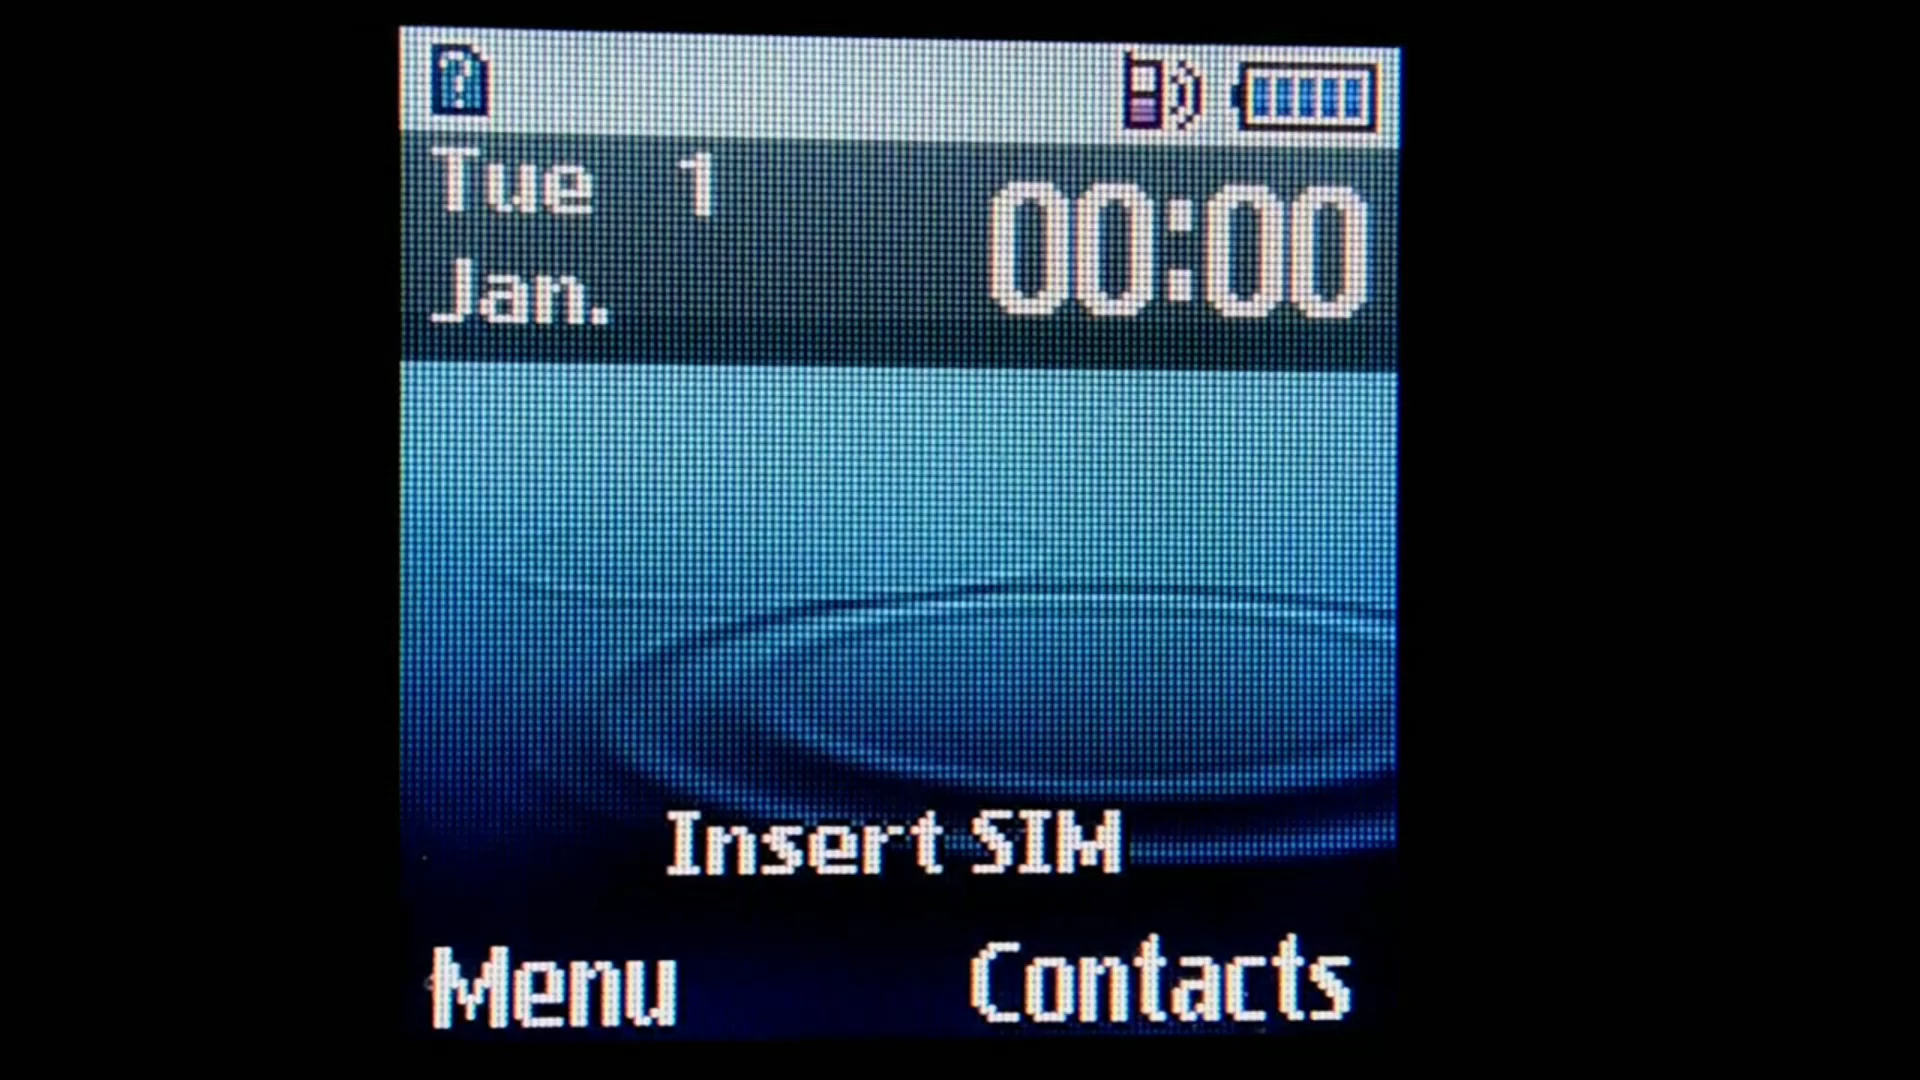 Tue 1
Jan.
00:00
Insert SIM
Menu
Contacts